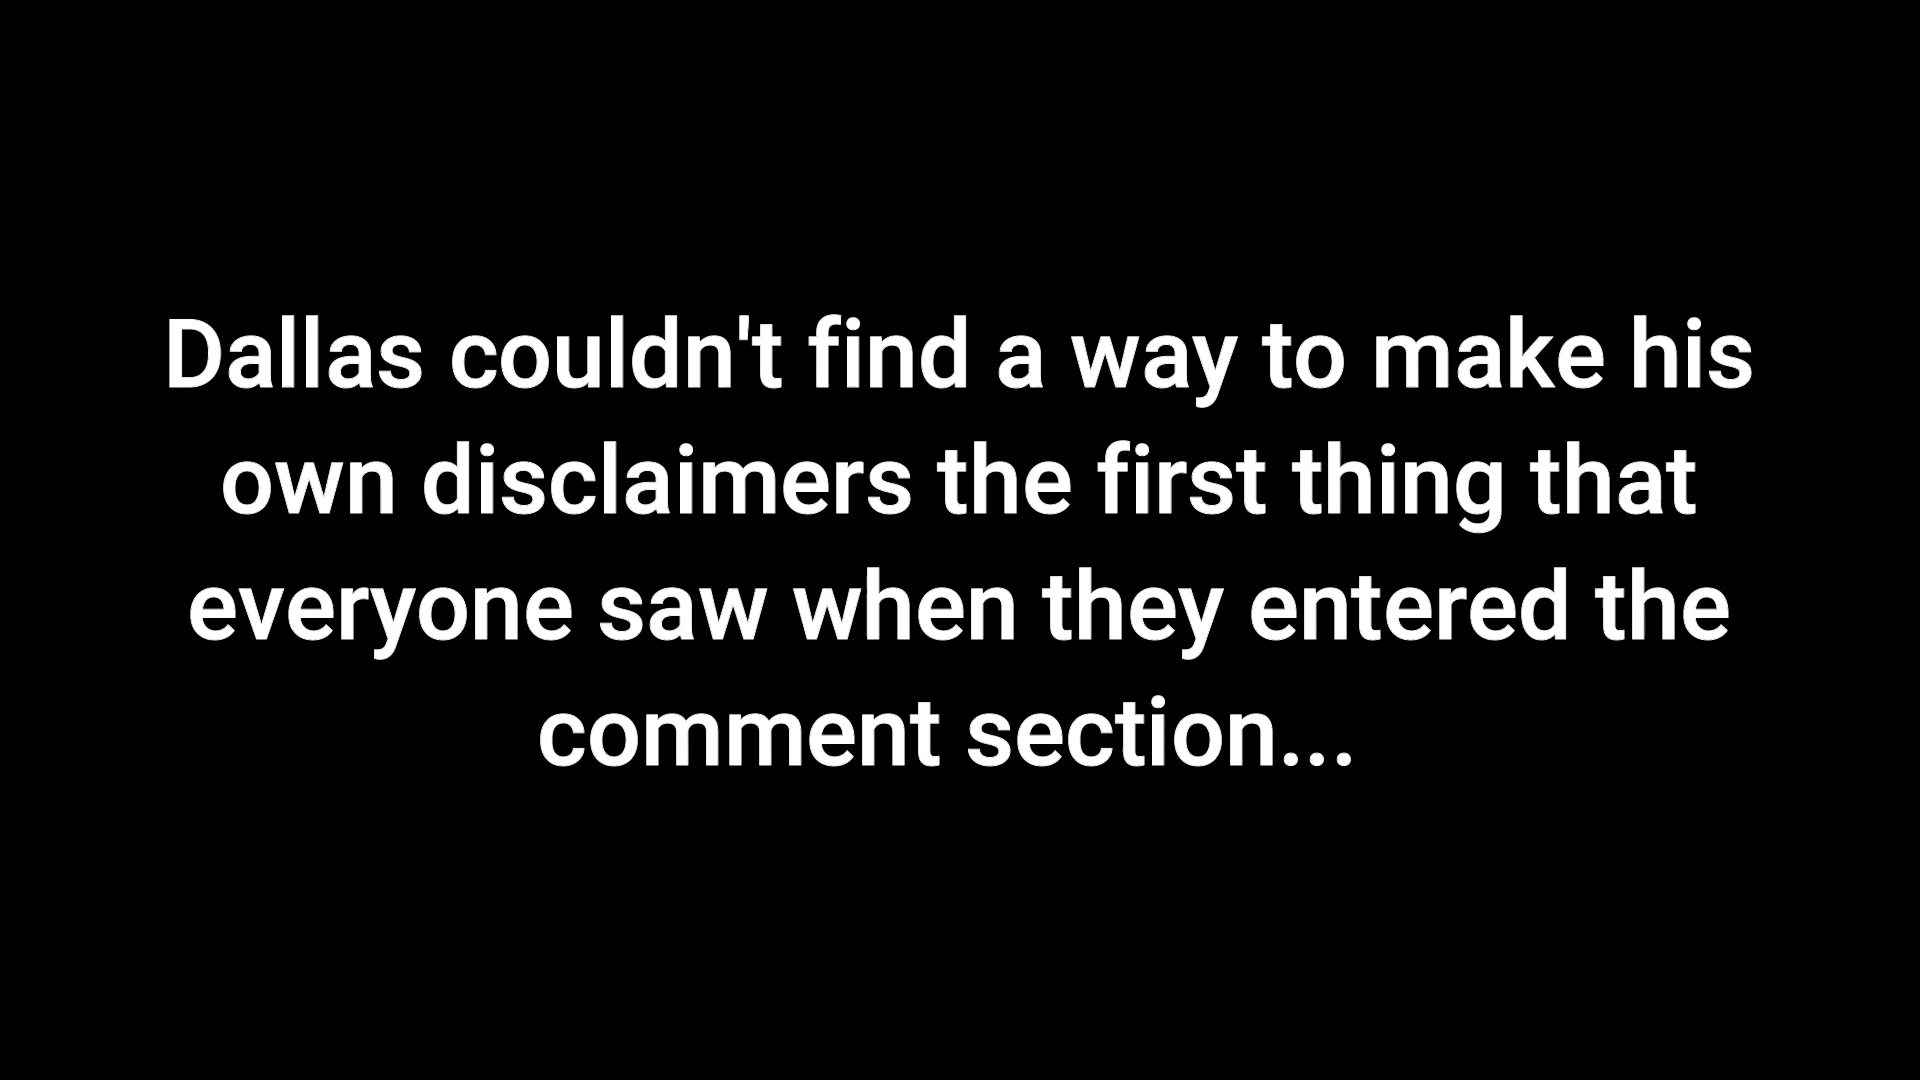 Dallas couldn't find a way to make his
own disclaimers the first thing that
everyone saw when they entered the
comment section...